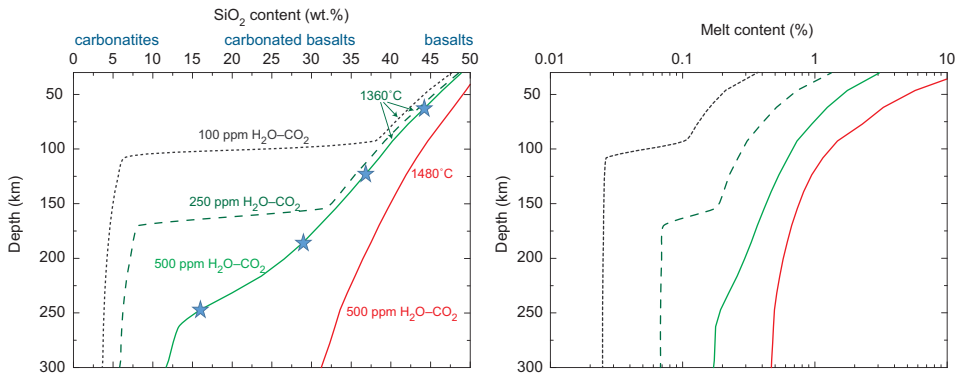 SiO2 content (wt.%)
carbonatites carbonated basalts basalts
0 5 10 15 20 25 30 35 40 45 50
50
100
150
200
250
300
Depth (km)
1360˚C
100 ppm H2O–CO2
1480˚C
250 ppm H2O–CO2
500 ppm H2O–CO2
500 ppm H2O–CO2
Melt content (%)
0.01 0.1 1 10
50
100
150
200
250
300
Depth (km)